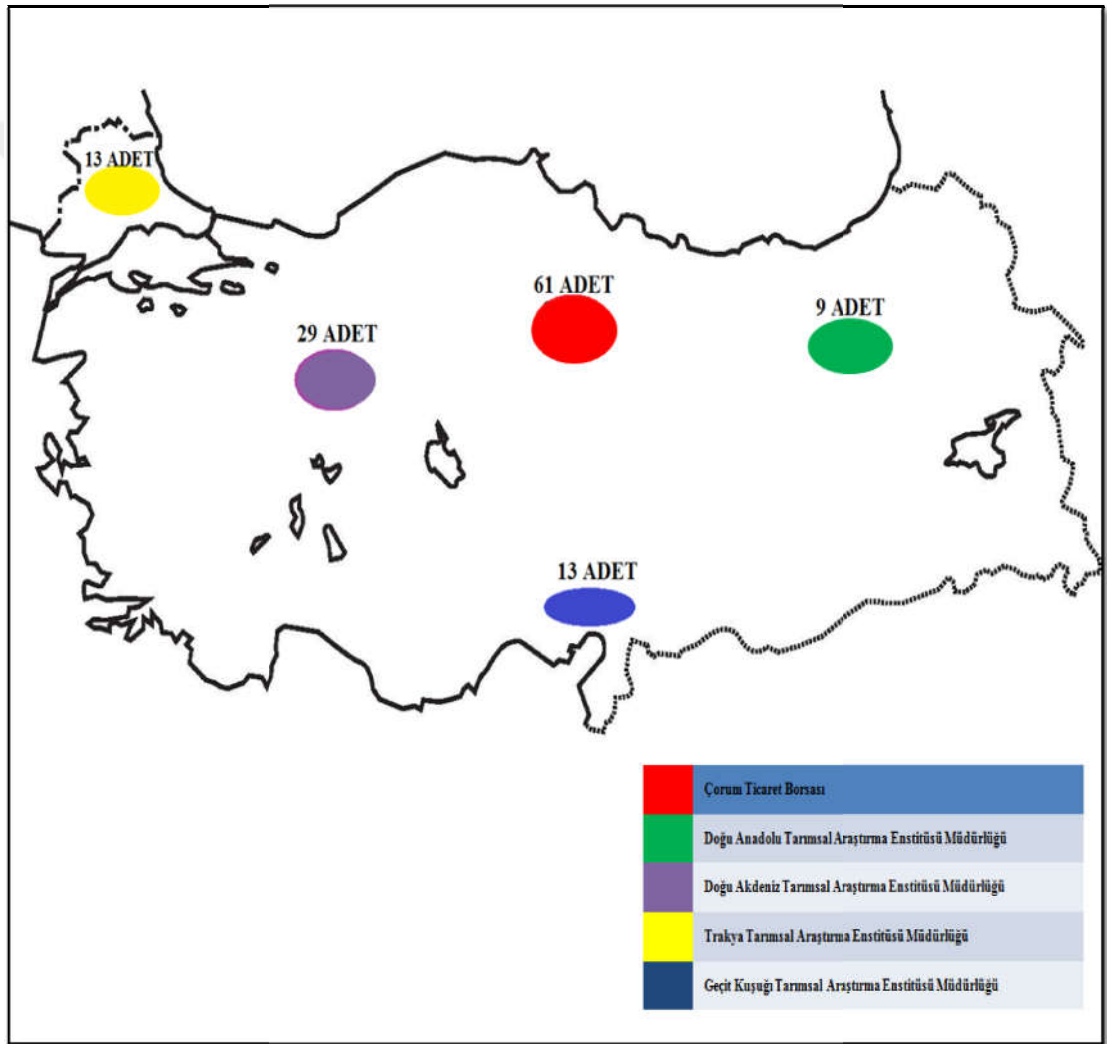 13 ADET
61 ADET
9 ADET
29 ADET
13 ADET
Çorum Ticaret Borsası
Doğu Anadolu Tarımsal Araştırma Enstitüsü Müdürlüğü
Doğu Akdeniz Tarımsal Araştırma Enstitüsü Müdürlüğü
Trakya Tarımsal Araştırma Enstitüsü Müdürlüğü
Geçit Kuşuğı Tarımsal Araştırma Enstitüsü Müdürlüğü